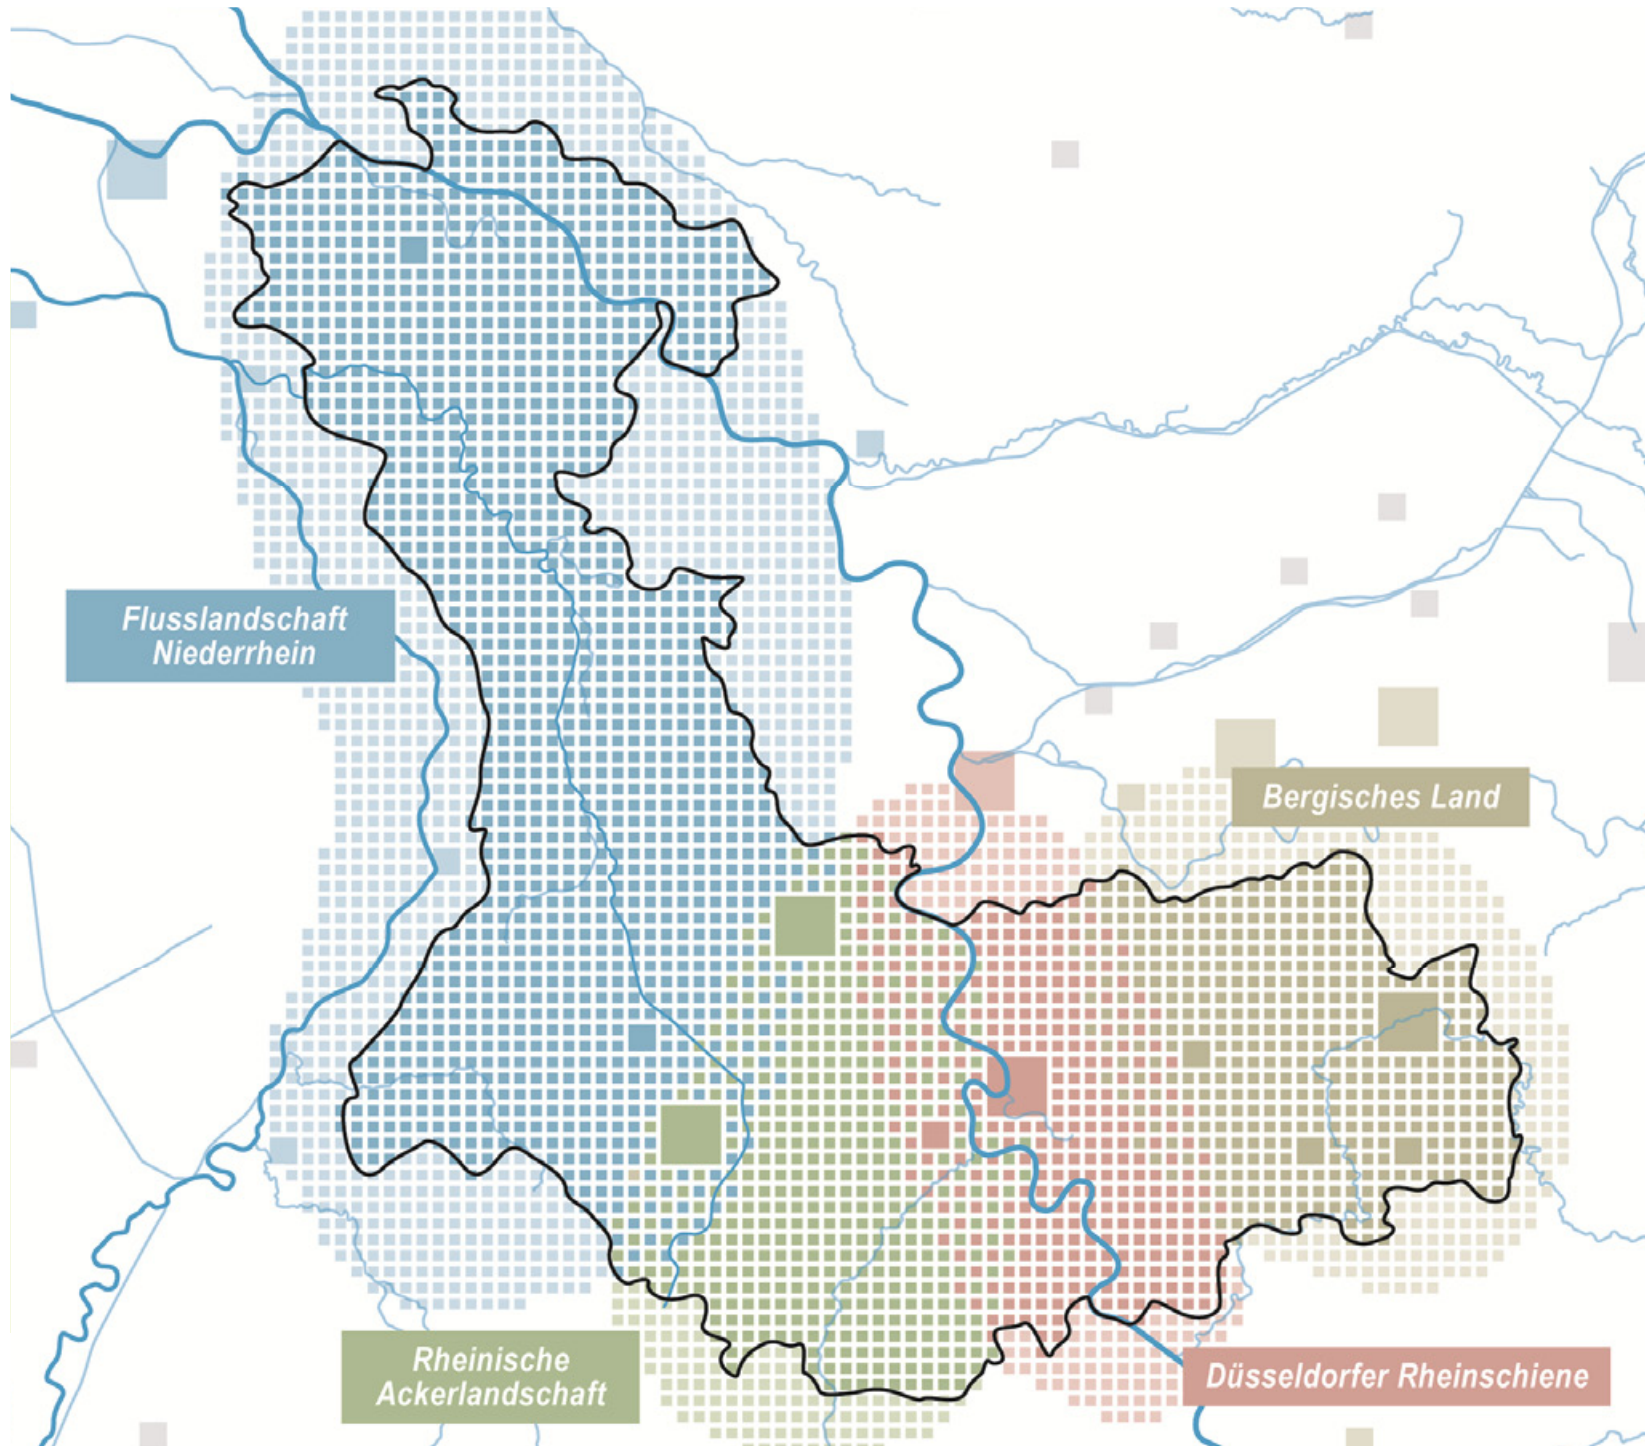 Flusslandschaft
Niederrhein
Bergisches Land
Rheinische
Ackerlandschaft
Düsseldorfer Rheinschiene